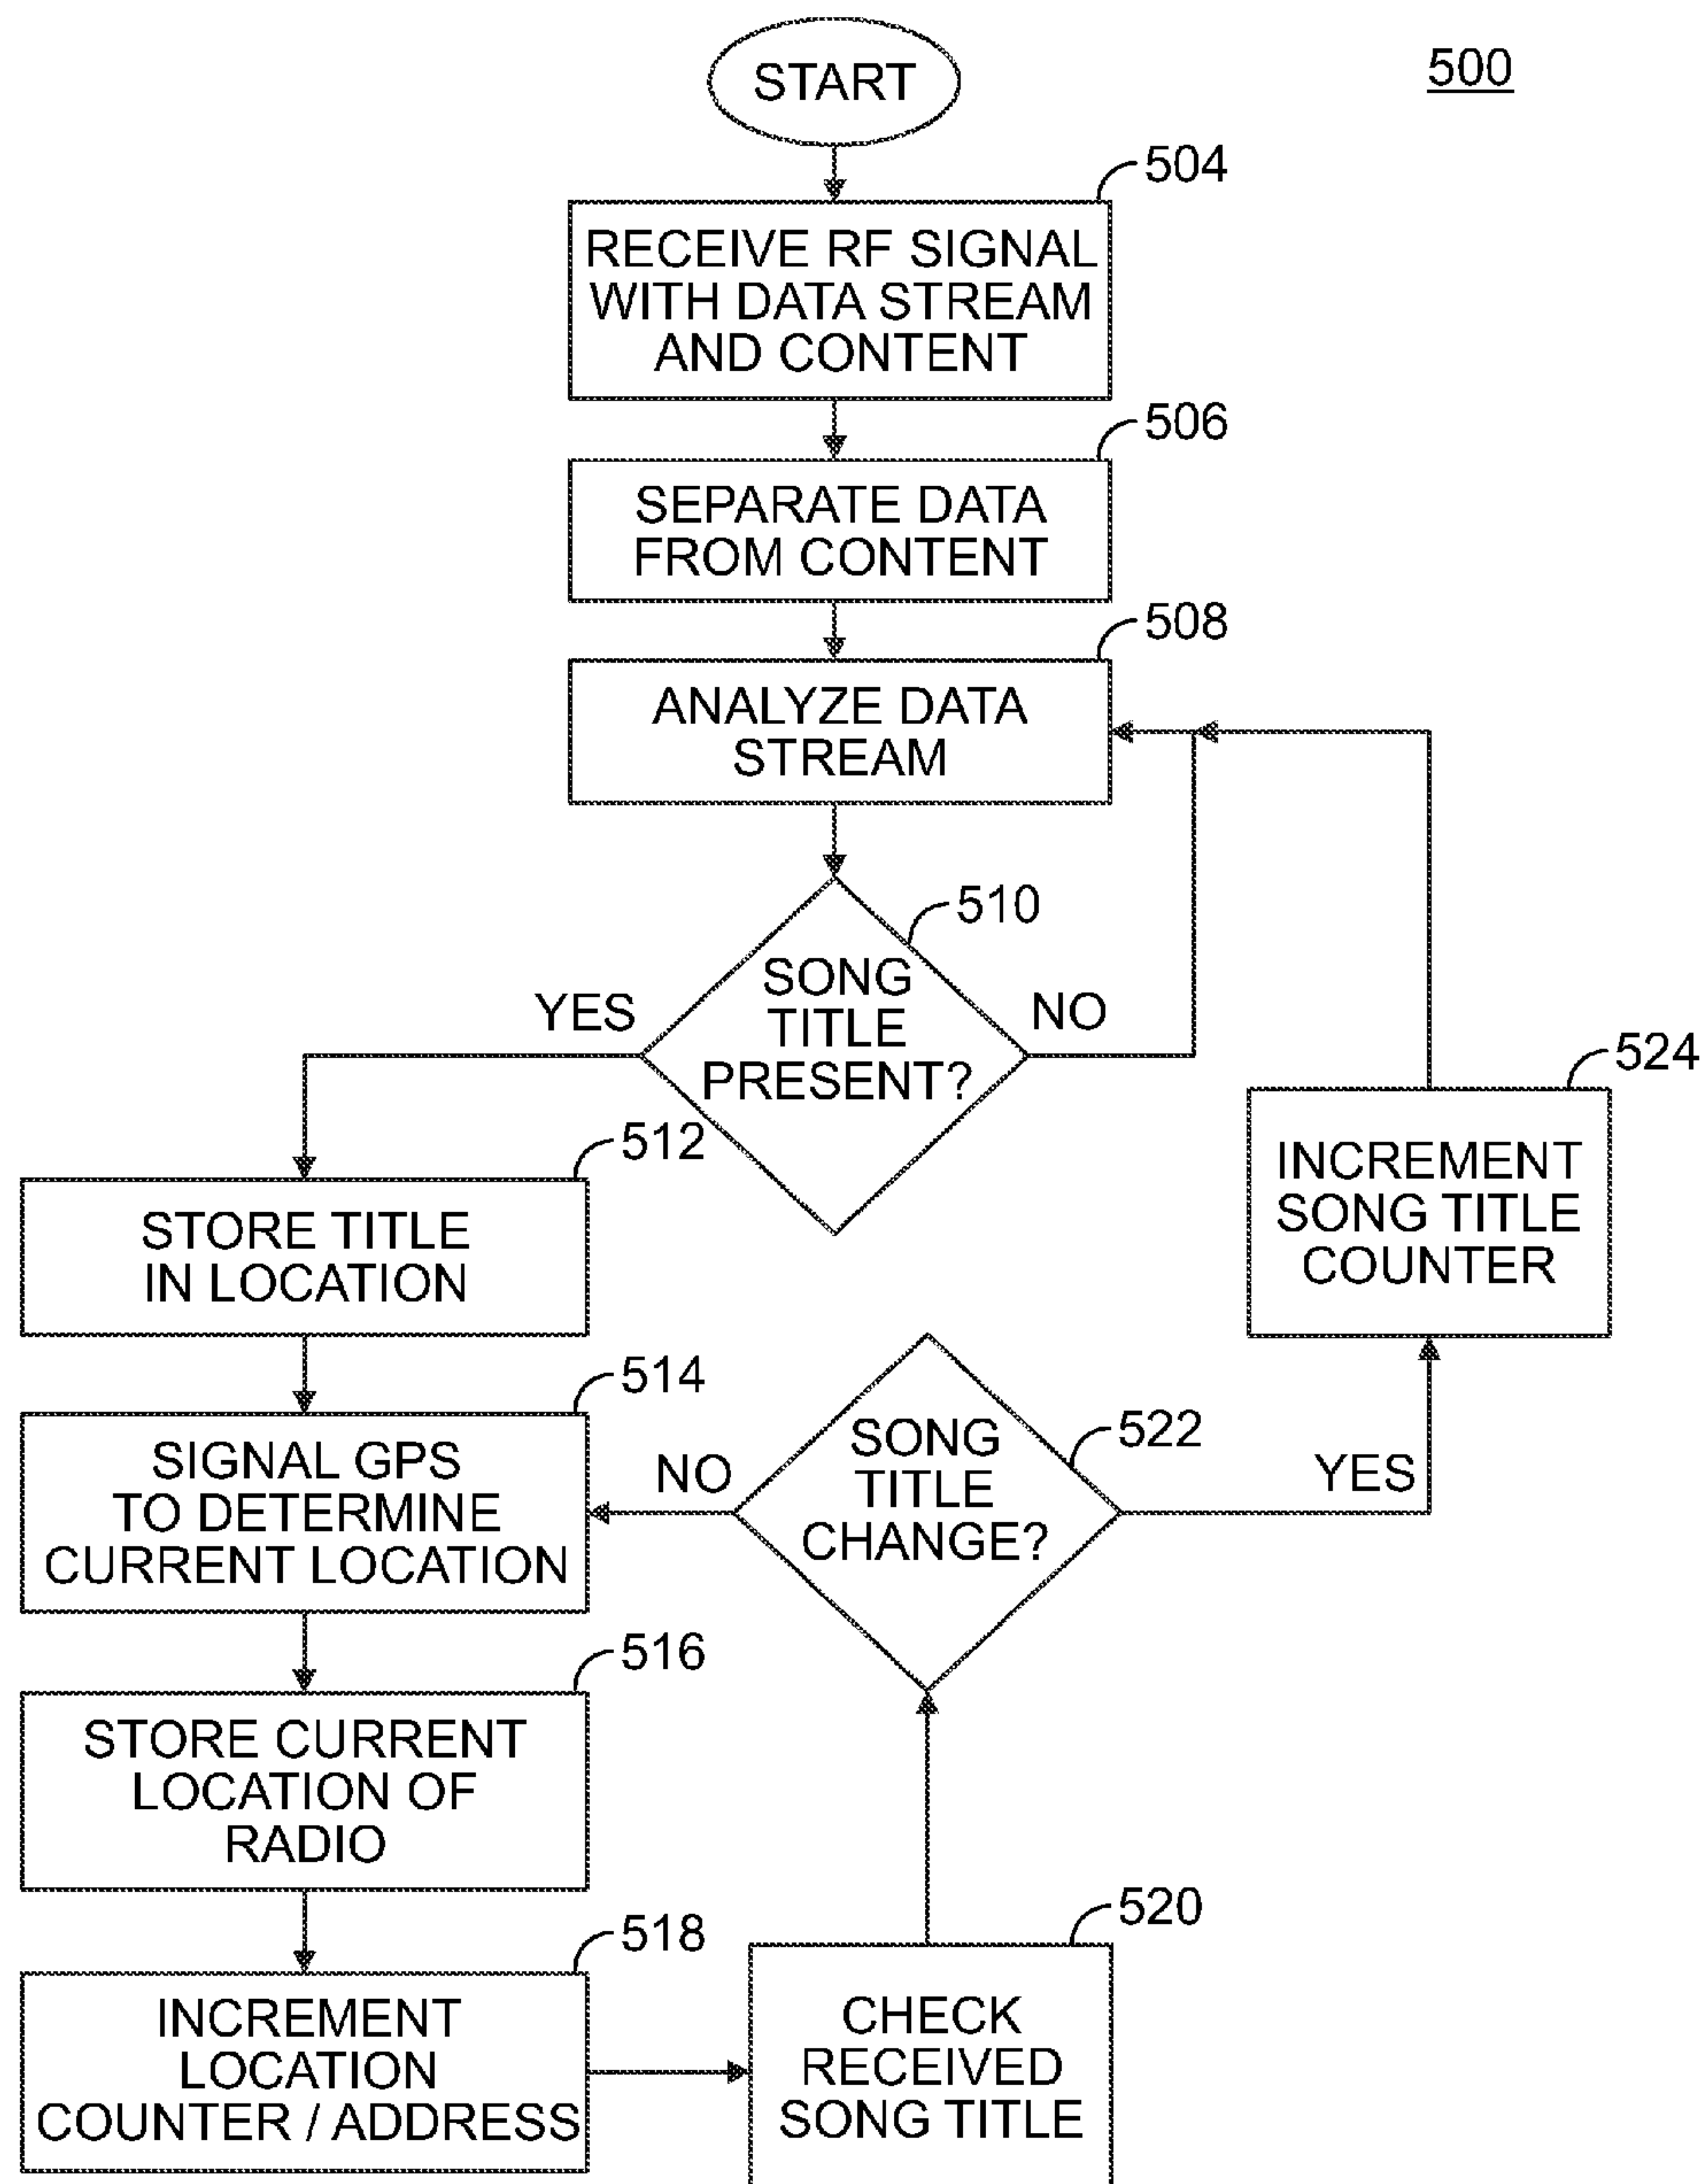 500
START
504
RECEIVE RF SIGNAL
WITH DATA STREAM
AND CONTENT
506
SEPARATE DATA
FROM CONTENT
508
ANALYZE DATA
STREAM
510
SONG
TITLE
PRESENT?
YES
NO
512
STORE TITLE
IN LOCATION
524
INCREMENT
SONG TITLE
COUNTER
514
SIGNAL GPS
TO DETERMINE
CURRENT LOCATION
522
SONG
TITLE
CHANGE?
NO
YES
516
STORE CURRENT
LOCATION OF
RADIO
518
INCREMENT
LOCATION
COUNTER / ADDRESS
520
CHECK
RECEIVED
SONG TITLE